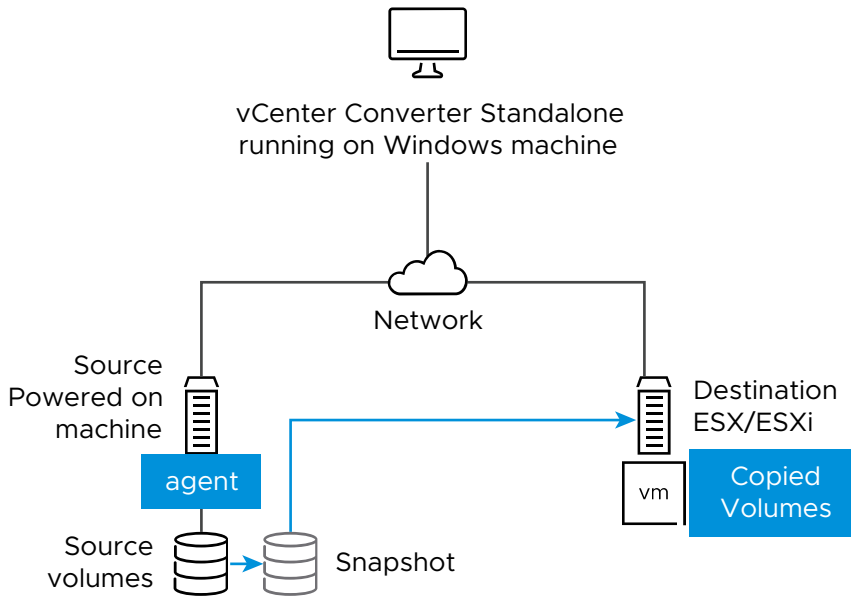 vCenter Converter Standalone
running on Windows machine
Network
Source
Powered on
machine
Destination
ESX/ESXi
agent
vm
Copied
Volumes
Source
volumes
Snapshot